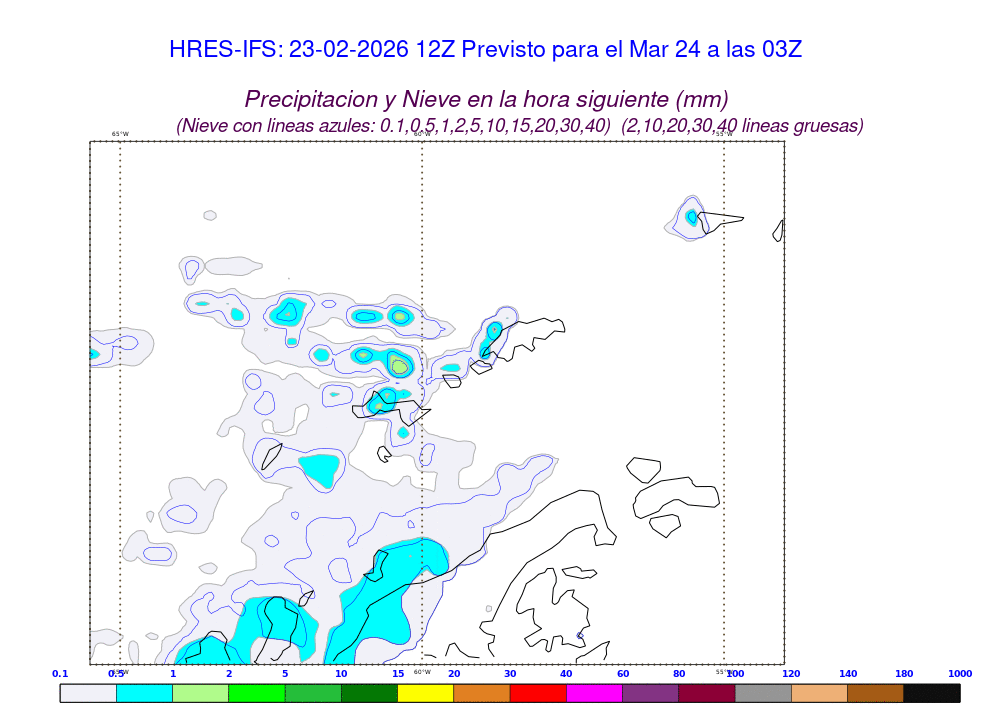 HRES-IFS: 23-02-2026 12Z Previsto para el Mar 24 a las 03Z
Precipitacion y Nieve en la hora siguiente (mm)
(Nieve con lineas azules: 0.1,0.5,1,2,5,10,15,20,30,40) (2,10,20,30,40 lineas gruesas)
65°W 60°W 55°W
65°W 60°W 55°W
0.1 0.5 1 2 5 10 15 20 30 40 60 80 100 120 140 180 1000